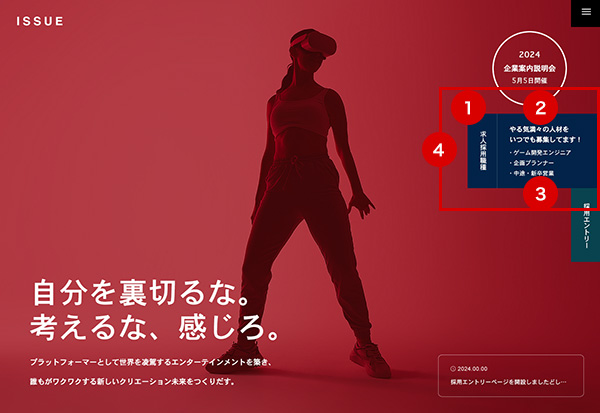 ISSUE
2024
企業案内説明会
5月5日開催
1
2
求人採用職種
やる気満々の人材を
いつでも募集してます！
・ゲーム開発エンジニア
・企画プランナー
・中途・新卒営業
4
3
採用エントリー
自分を裏切るな。
考えるな、感じろ。
プラットフォーマーとして世界を凌駕するエンターテインメントを築き、
誰もがワクワクする新しいクリエーション未来をつくりだす。
2024.00.00
採用エントリーページを開設しましたどし…